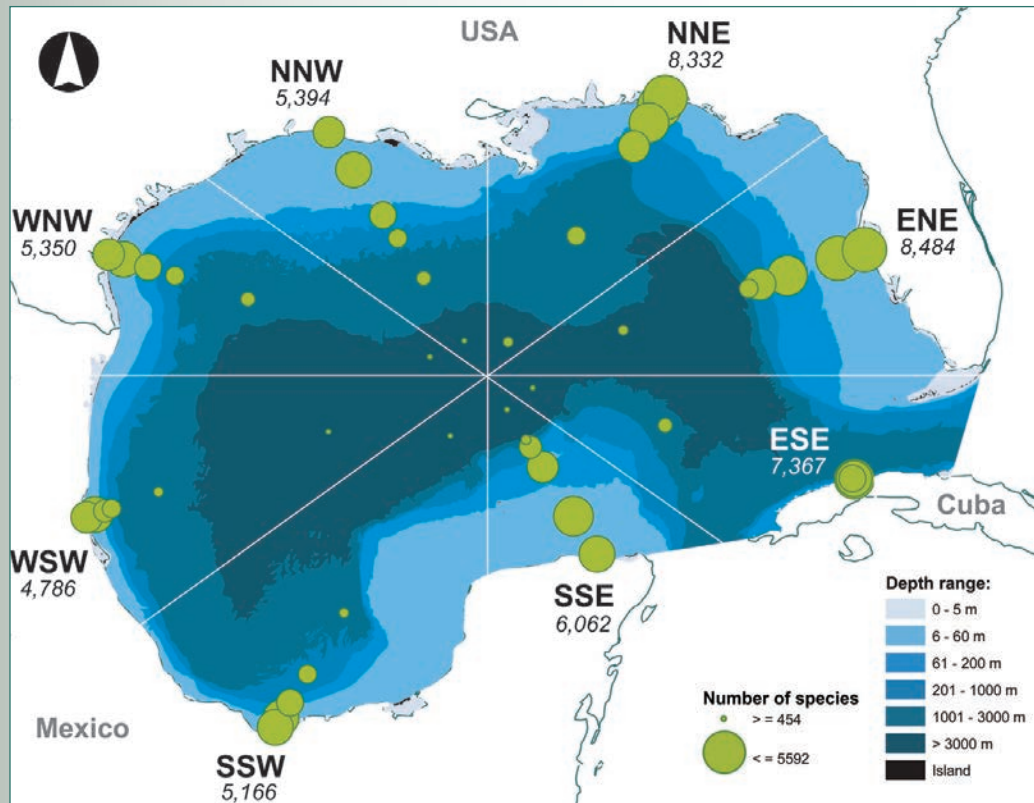 USA
NNE
8,332
NNW
5,394
WNW
5,350
ENE
8,484
ESE
7,367
Cuba
WSW
4,786
SSE
6,062
Mexico
SSW
5,166
Number of species
> = 454
< = 5592
Depth range:
0 - 5 m
6 - 60 m
61 - 200 m
201 - 1000 m
1001 - 3000 m
> 3000 m
Island